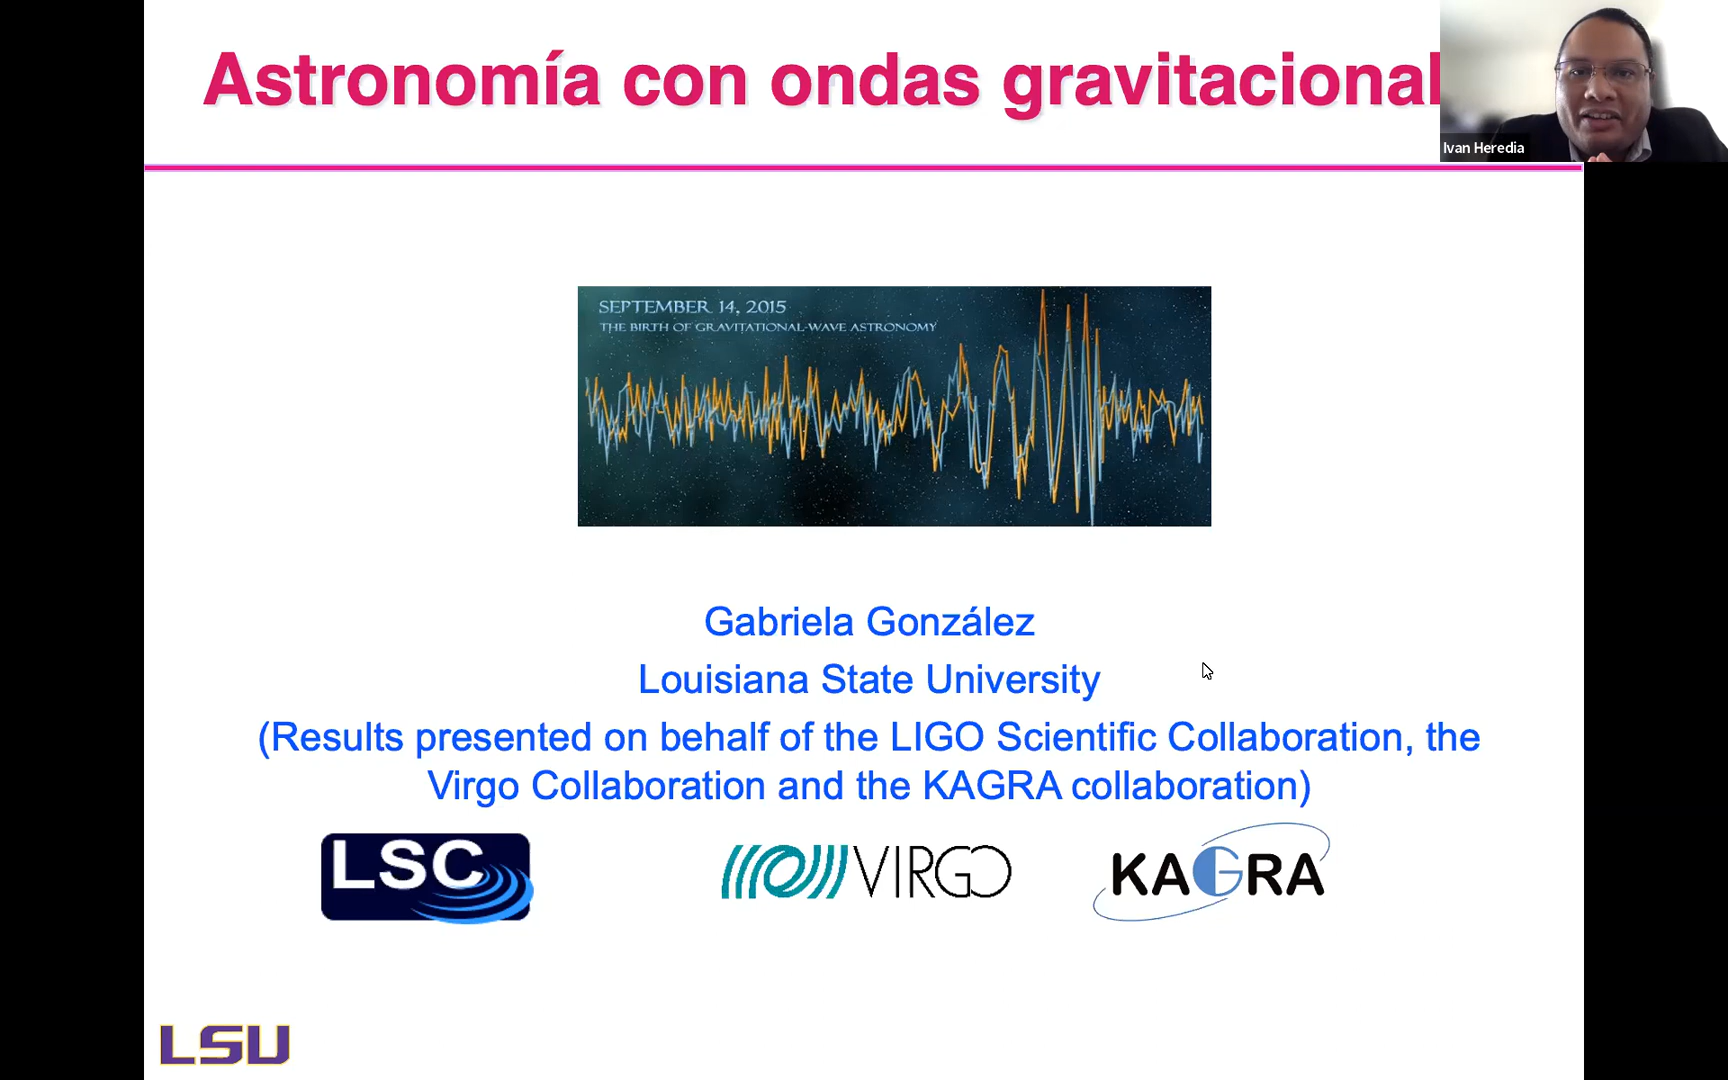 Astronomía con ondas gravitacional
Ivan Heredia
SEPTEMBER 14, 2015
THE BIRTH OF GRAVITATIONAL-WAVE ASTRONOMY
Gabriela González
Louisiana State University
(Results presented on behalf of the LIGO Scientific Collaboration, the
Virgo Collaboration and the KAGRA collaboration)
LSC
VIRGO
KAGRA
LSU